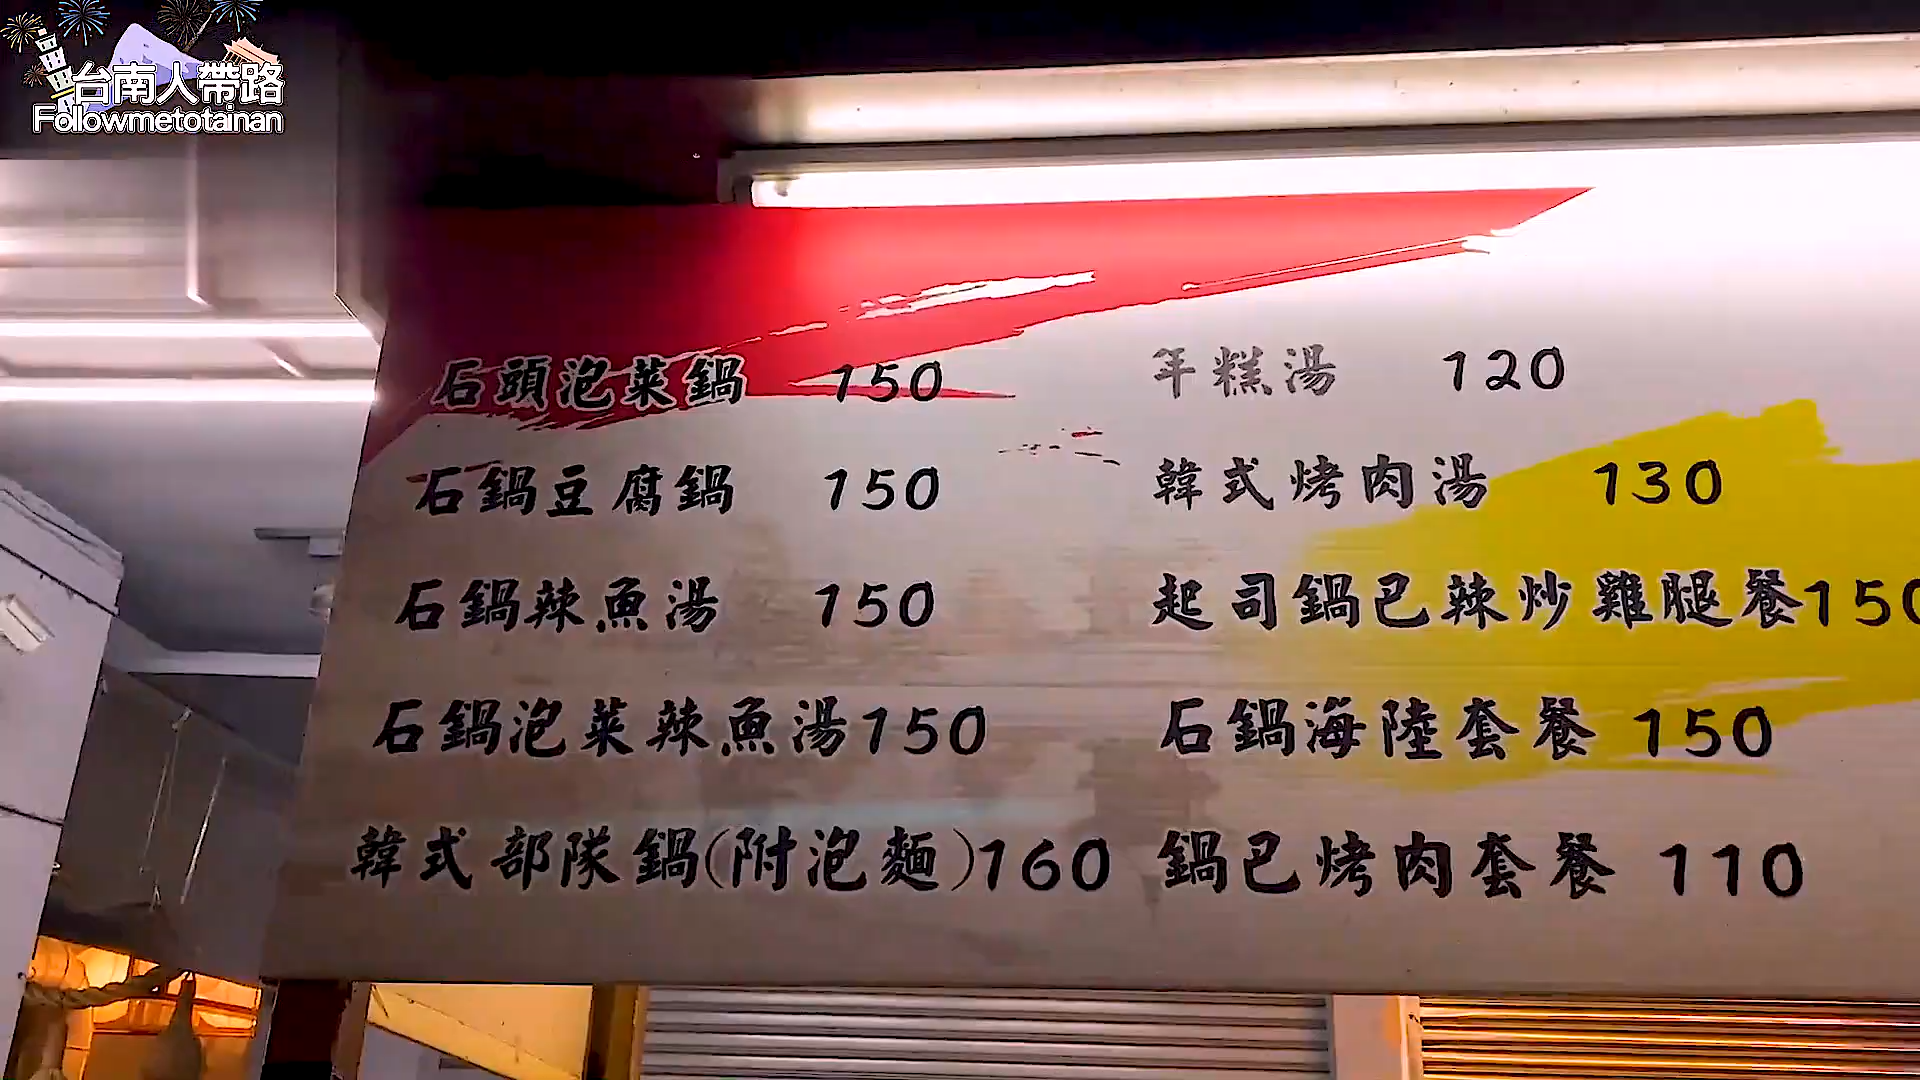 台南人帶路
Followmetotainan
石頭泡菜鍋 150
石鍋豆腐鍋 150
石鍋辣魚湯 150
石鍋泡菜辣魚湯150
韓式部隊鍋(附泡麵)160
年糕湯 120
韓式烤肉湯 130
起司鍋巴辣炒雞腿餐150
石鍋海陸套餐 150
鍋巴烤肉套餐 110